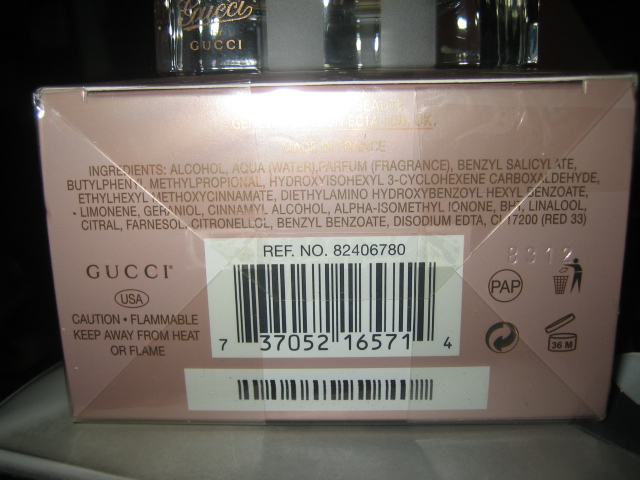 Gucci
GUCCI
MADE IN FRANCE
INGREDIENTS: ALCOHOL, AQUA (WATER), PARFUM (FRAGRANCE), BENZYL SALICYLATE,
BUTYLPHENYL METHYLPROPIONAL, HYDROXYISOHEXYL 3-CYCLOHEXENE CARBOXALDEHYDE,
ETHYLHEXYL METHOXYCINNAMATE, DIETHYLAMINO HYDROXYBENZOYL HEXYL BENZOATE,
• LIMONENE, GERANIOL, CINNAMYL ALCOHOL, ALPHA-ISOMETHYL IONONE, BHT, LINALOOL,
CITRAL, FARNESOL, CITRONELLOL, BENZYL BENZOATE, DISODIUM EDTA, CI 17200 (RED 33)
REF. NO. 82406780
8312
GUCCI
USA
CAUTION • FLAMMABLE
KEEP AWAY FROM HEAT
OR FLAME
7 37052 16571 4
PAP
36 M